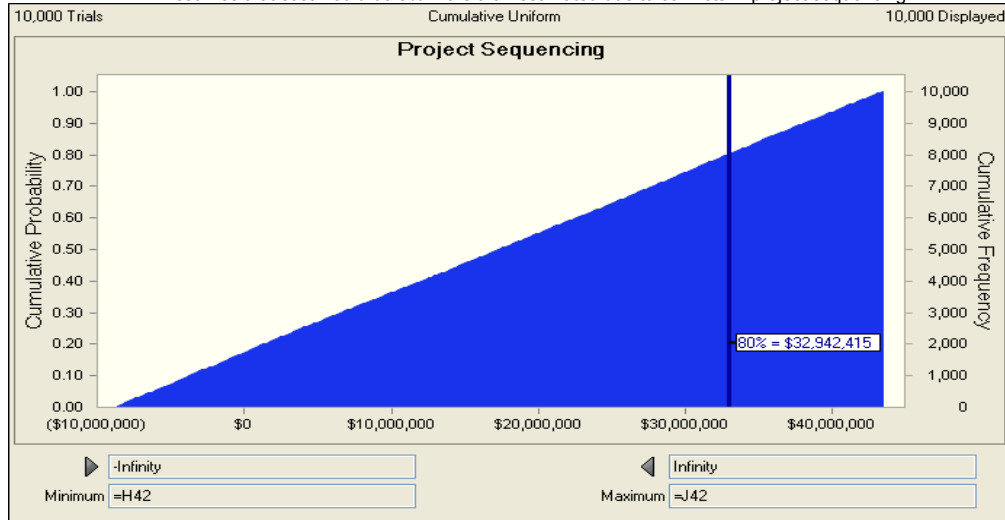 10,000 Trials Cumulative Uniform 10,000 Displayed
Project Sequencing
Cumulative Probability
1.00
0.90
0.80
0.70
0.60
0.50
0.40
0.30
0.20
0.10
0.00
10,000
9,000
8,000
7,000
6,000
5,000
4,000
3,000
2,000
1,000
0
Cumulative Frequency
80% = $32,942,415
($10,000,000) $0 $10,000,000 $20,000,000 $30,000,000 $40,000,000
-Infinity Infinity
Minimum =H42 Maximum =J42